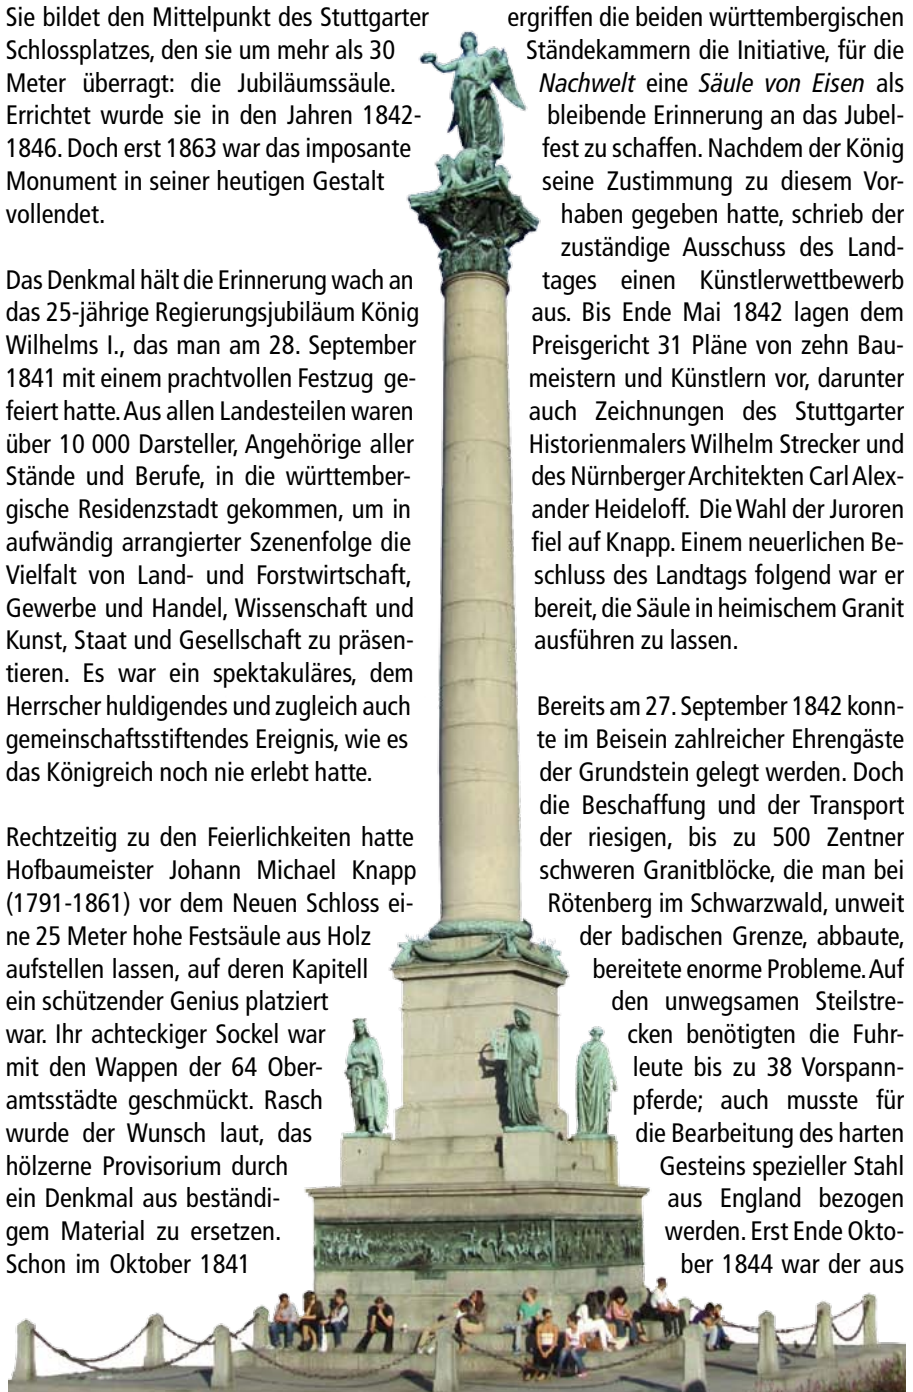 Sie bildet den Mittelpunkt des Stuttgarter
Schlossplatzes, den sie um mehr als 30
Meter überragt: die Jubiläumssäule.
Errichtet wurde sie in den Jahren 1842-
1846. Doch erst 1863 war das imposante
Monument in seiner heutigen Gestalt
vollendet.

Das Denkmal hält die Erinnerung wach an
das 25-jährige Regierungsjubiläum König
Wilhelms I., das man am 28. September
1841 mit einem prachtvollen Festzug ge-
feiert hatte. Aus allen Landesteilen waren
über 10 000 Darsteller, Angehörige aller
Stände und Berufe, in die württember-
gische Residenzstadt gekommen, um in
aufwändig arrangierter Szenenfolge die
Vielfalt von Land- und Forstwirtschaft,
Gewerbe und Handel, Wissenschaft und
Kunst, Staat und Gesellschaft zu präsen-
tieren. Es war ein spektakuläres, dem
Herrscher huldigendes und zugleich auch
gemeinschaftsstiftendes Ereignis, wie es
das Königreich noch nie erlebt hatte.

Rechtzeitig zu den Feierlichkeiten hatte
Hofbaumeister Johann Michael Knapp
(1791-1861) vor dem Neuen Schloss ei-
ne 25 Meter hohe Festsäule aus Holz
aufstellen lassen, auf deren Kapitell
ein schützender Genius platziert
war. Ihr achteckiger Sockel war
mit den Wappen der 64 Ober-
amtsstädte geschmückt. Rasch
wurde der Wunsch laut, das
hölzerne Provisorium durch
ein Denkmal aus beständi-
gem Material zu ersetzen.
Schon im Oktober 1841
ergriffen die beiden württembergischen
Ständekammern die Initiative, für die
Nachwelt eine Säule von Eisen als
bleibende Erinnerung an das Jubel-
fest zu schaffen. Nachdem der König
seine Zustimmung zu diesem Vor-
haben gegeben hatte, schrieb der
zuständige Ausschuss des Land-
tages einen Künstlerwettbewerb
aus. Bis Ende Mai 1842 lagen dem
Preisgericht 31 Pläne von zehn Bau-
meistern und Künstlern vor, darunter
auch Zeichnungen des Stuttgarter
Historienmalers Wilhelm Strecker und
des Nürnberger Architekten Carl Alex-
ander Heideloff. Die Wahl der Juroren
fiel auf Knapp. Einem neuerlichen Be-
schluss des Landtags folgend war er
bereit, die Säule in heimischem Granit
ausführen zu lassen.

Bereits am 27. September 1842 konn-
te im Beisein zahlreicher Ehrengäste
der Grundstein gelegt werden. Doch
die Beschaffung und der Transport
der riesigen, bis zu 500 Zentner
schweren Granitblöcke, die man bei
Rötenberg im Schwarzwald, unweit
der badischen Grenze, abbaute,
bereitete enorme Probleme. Auf
den unwegsamen Steilstre-
cken benötigten die Fuhr-
leute bis zu 38 Vorspann-
pferde; auch musste für
die Bearbeitung des harten
Gesteins spezieller Stahl
aus England bezogen
werden. Erst Ende Okto-
ber 1844 war der aus